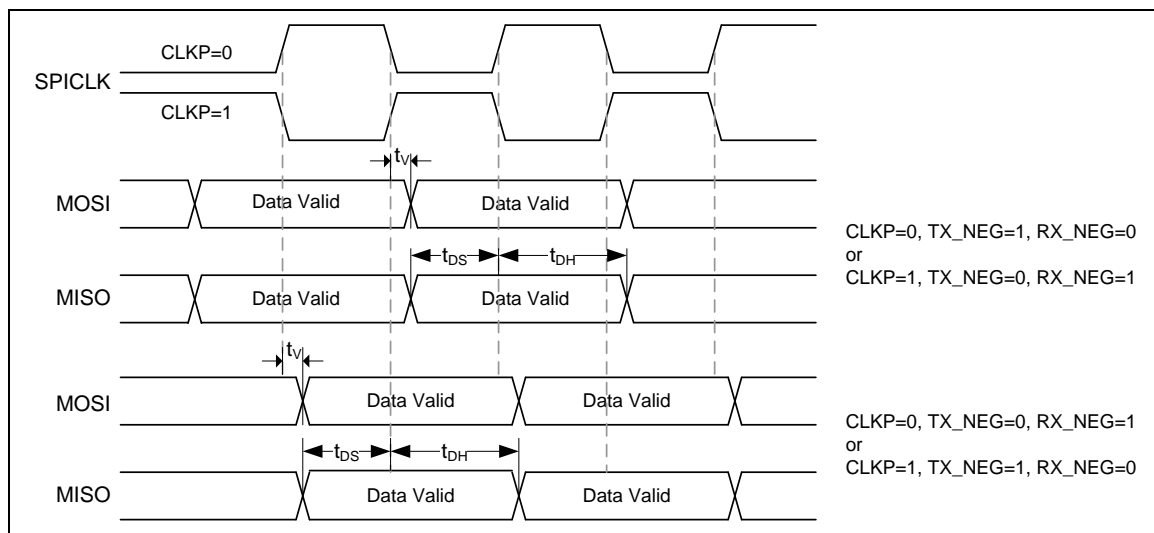 CLKP=0
SPICLK
CLKP=1
tV
MOSI
Data Valid
Data Valid
CLKP=0, TX_NEG=1, RX_NEG=0
or
CLKP=1, TX_NEG=0, RX_NEG=1
tDS
tDH
MISO
Data Valid
Data Valid
tV
MOSI
Data Valid
Data Valid
CLKP=0, TX_NEG=0, RX_NEG=1
or
CLKP=1, TX_NEG=1, RX_NEG=0
tDS
tDH
MISO
Data Valid
Data Valid